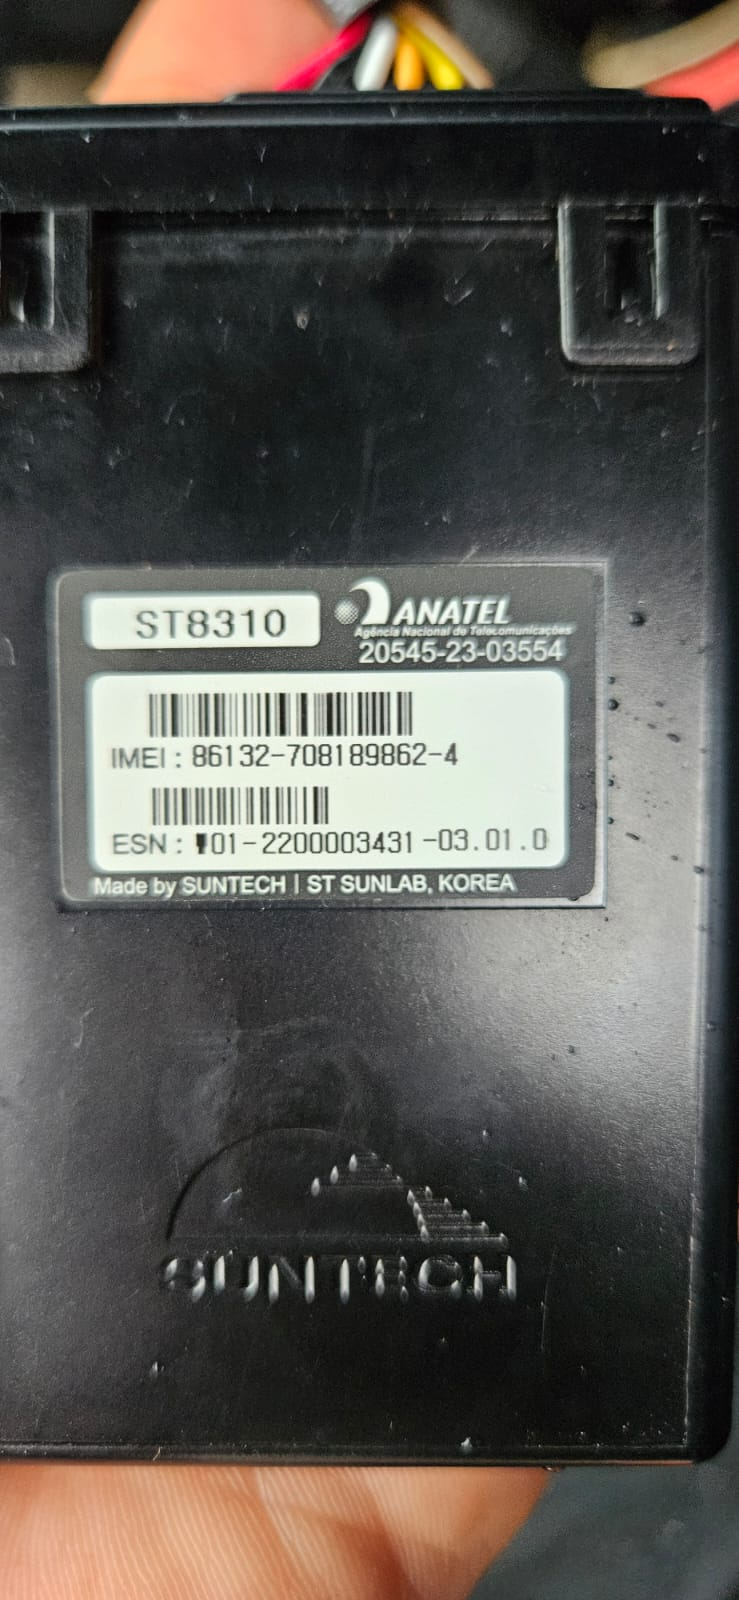 ST8310
ANATEL
Agência Nacional de Telecomunicações
20545-23-03554
IMEI : 86132-708189862-4
ESN : 01-2200003431-03.01.0
Made by SUNTECH | ST SUNLAB, KOREA
SUNTECH